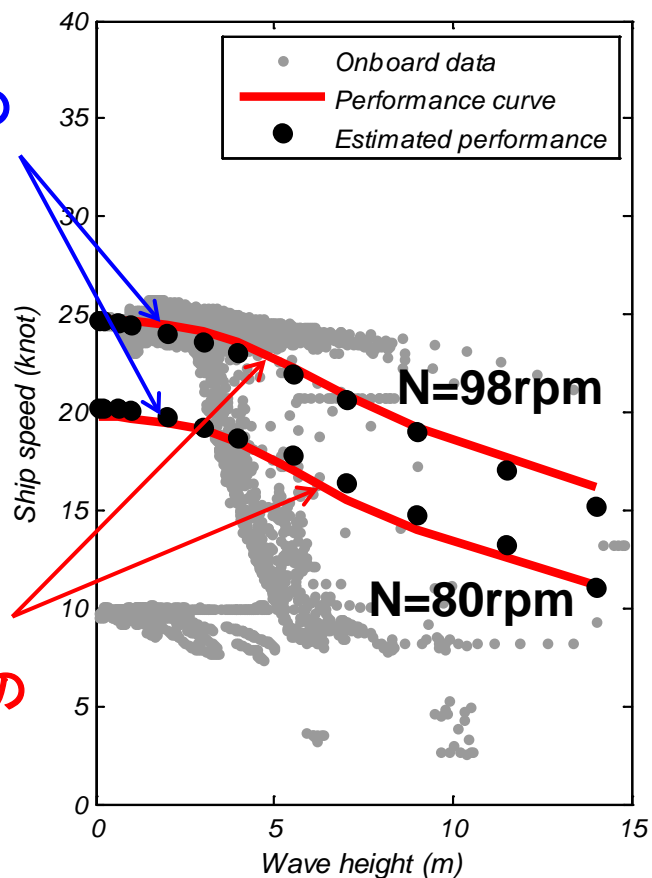 Onboard data
Performance curve
Estimated performance
40
35
30
25
20
15
10
5
0
Ship speed (knot)
N=98rpm
N=80rpm
0
5
10
15
Wave height (m)